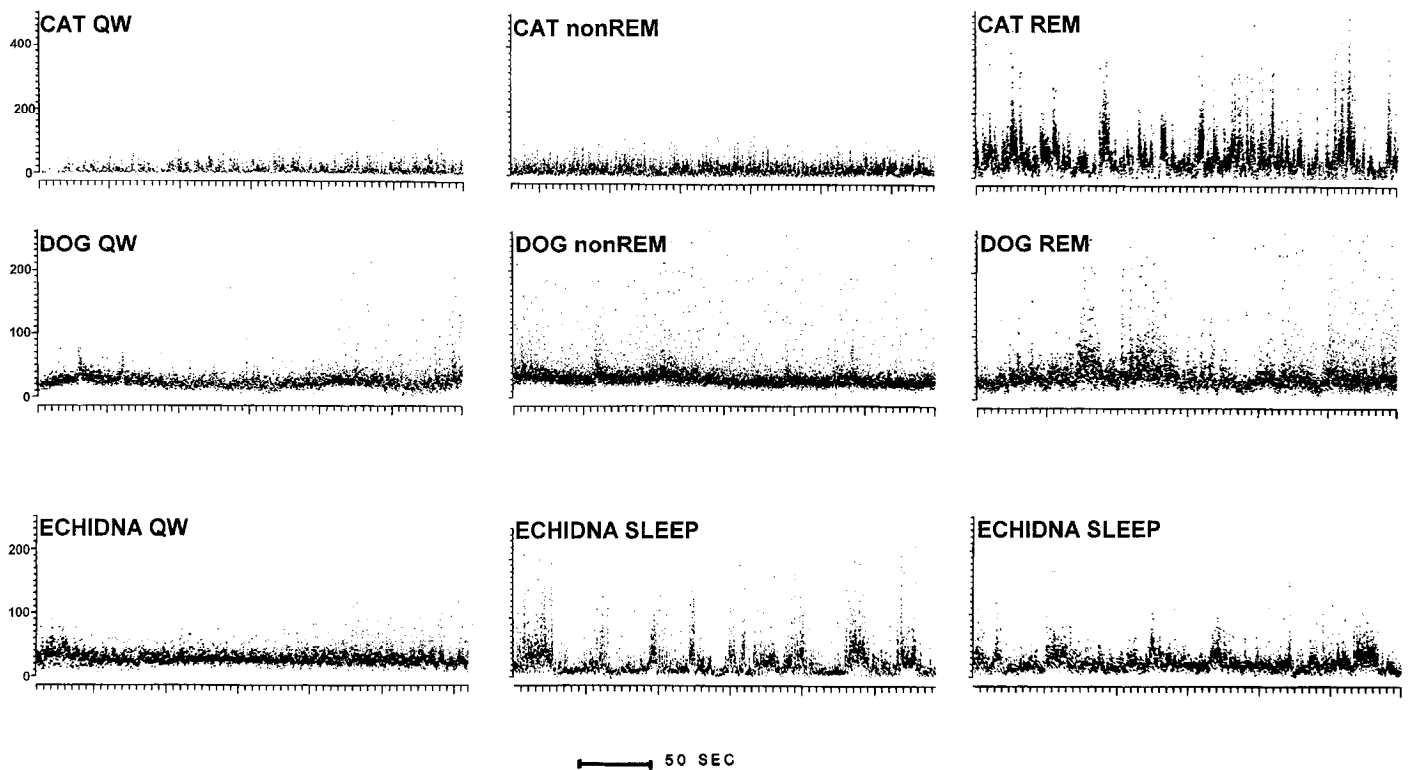 CAT QW
CAT nonREM
CAT REM
400
200
0
DOG QW
DOG nonREM
DOG REM
200
100
0
ECHIDNA QW
ECHIDNA SLEEP
ECHIDNA SLEEP
200
100
0
50 SEC